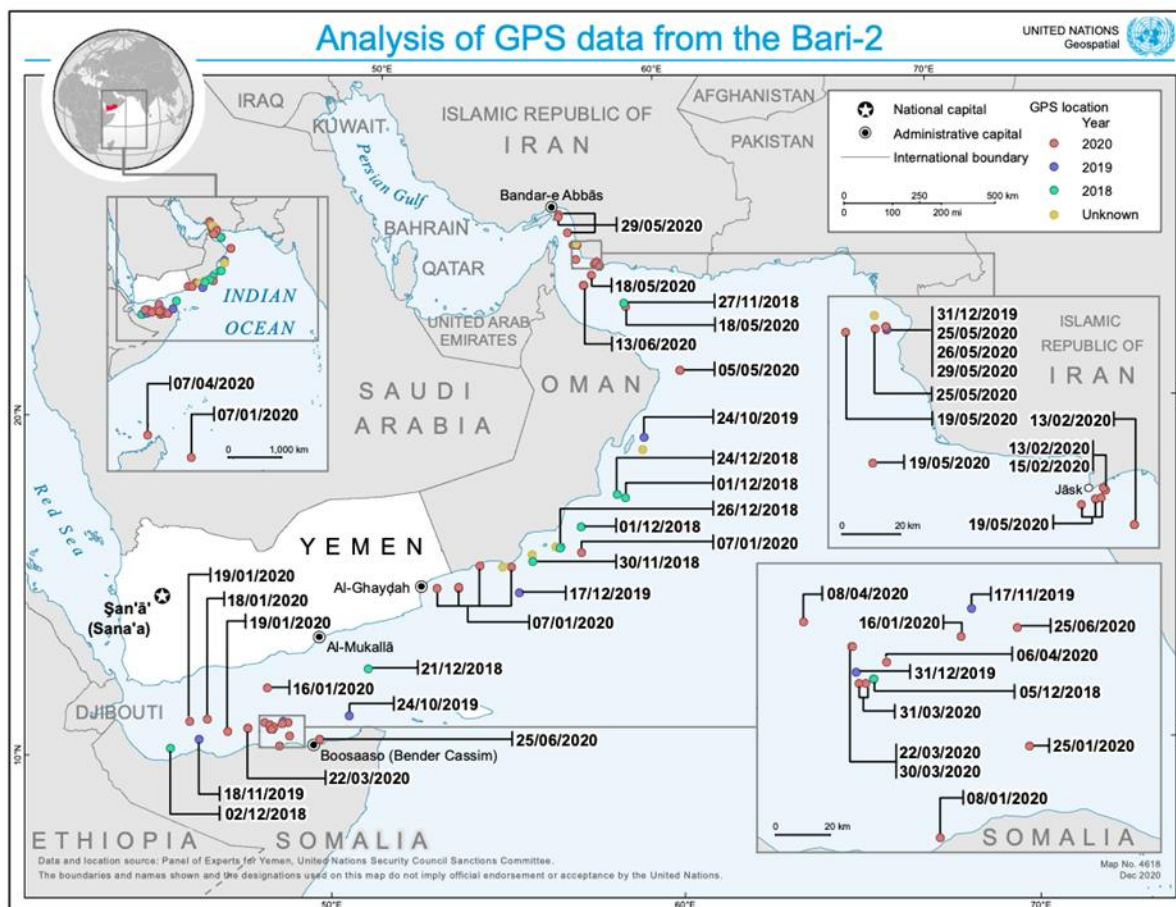 Analysis of GPS data from the Bari-2
UNITED NATIONS
Geospatial
50°E
60°E
70°E
IRAQ
KUWAIT
Persian Gulf
ISLAMIC REPUBLIC OF
IRAN
AFGHANISTAN
PAKISTAN
National capital
Administrative capital
International boundary
0 250 500 km
0 100 200 mi
GPS location
Year
2020
2019
2018
Unknown
Bandar-e Abbās
29/05/2020
BAHRAIN
QATAR
UNITED ARAB
EMIRATES
18/05/2020
27/11/2018
18/05/2020
13/06/2020
05/05/2020
OMAN
SAUDI
ARABIA
INDIAN
OCEAN
07/04/2020
07/01/2020
0 1,000 km
20°N
20°N
24/10/2019
24/12/2018
01/12/2018
26/12/2018
01/12/2018
07/01/2020
30/11/2018
17/12/2019
07/01/2020
31/12/2019
25/05/2020
26/05/2020
29/05/2020
25/05/2020
19/05/2020
ISLAMIC
REPUBLIC OF
IRAN
13/02/2020
13/02/2020
15/02/2020
19/05/2020
Jāsk
19/05/2020
0 20 km
Red Sea
YEMEN
Şan'ā'
(Sana'a)
Al-Ghayḑah
Al-Mukallā
19/01/2020
18/01/2020
19/01/2020
21/12/2018
16/01/2020
24/10/2019
DJIBOUTI
25/06/2020
Boosaaso (Bender Cassim)
22/03/2020
18/11/2019
02/12/2018
10°N
10°N
ETHIOPIA
SOMALIA
08/04/2020
17/11/2019
16/01/2020
25/06/2020
06/04/2020
31/12/2019
05/12/2018
31/03/2020
22/03/2020
30/03/2020
25/01/2020
08/01/2020
0 20 km
SOMALIA
Data and location source: Panel of Experts for Yemen, United Nations Security Council Sanctions Committee.
The boundaries and names shown and the designations used on this map do not imply official endorsement or acceptance by the United Nations.
Map No. 4618
Dec 2020
50°E
60°E
70°E